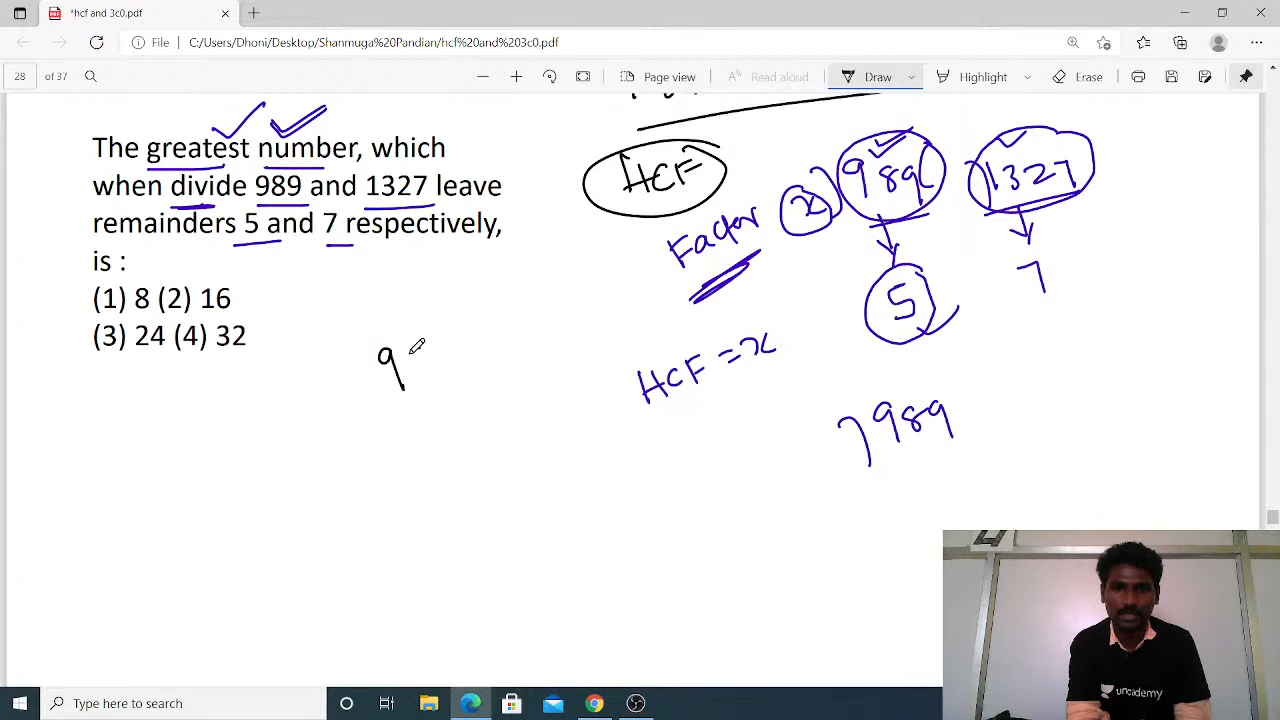 *hcf and 3c0.pdf
File C:/Users/Dhoni/Desktop/Shanmuga%20Pandian/hcf%20and%203c0.pdf
28 of 37 Page view Read aloud Draw Highlight Erase
The greatest number, which
when divide 989 and 1327 leave
remainders 5 and 7 respectively,
is :
(1) 8 (2) 16
(3) 24 (4) 32
HCF
Factor x) 989 ( ) 1327
5 7
HCF = x
) 989
9
unacademy
Type here to search